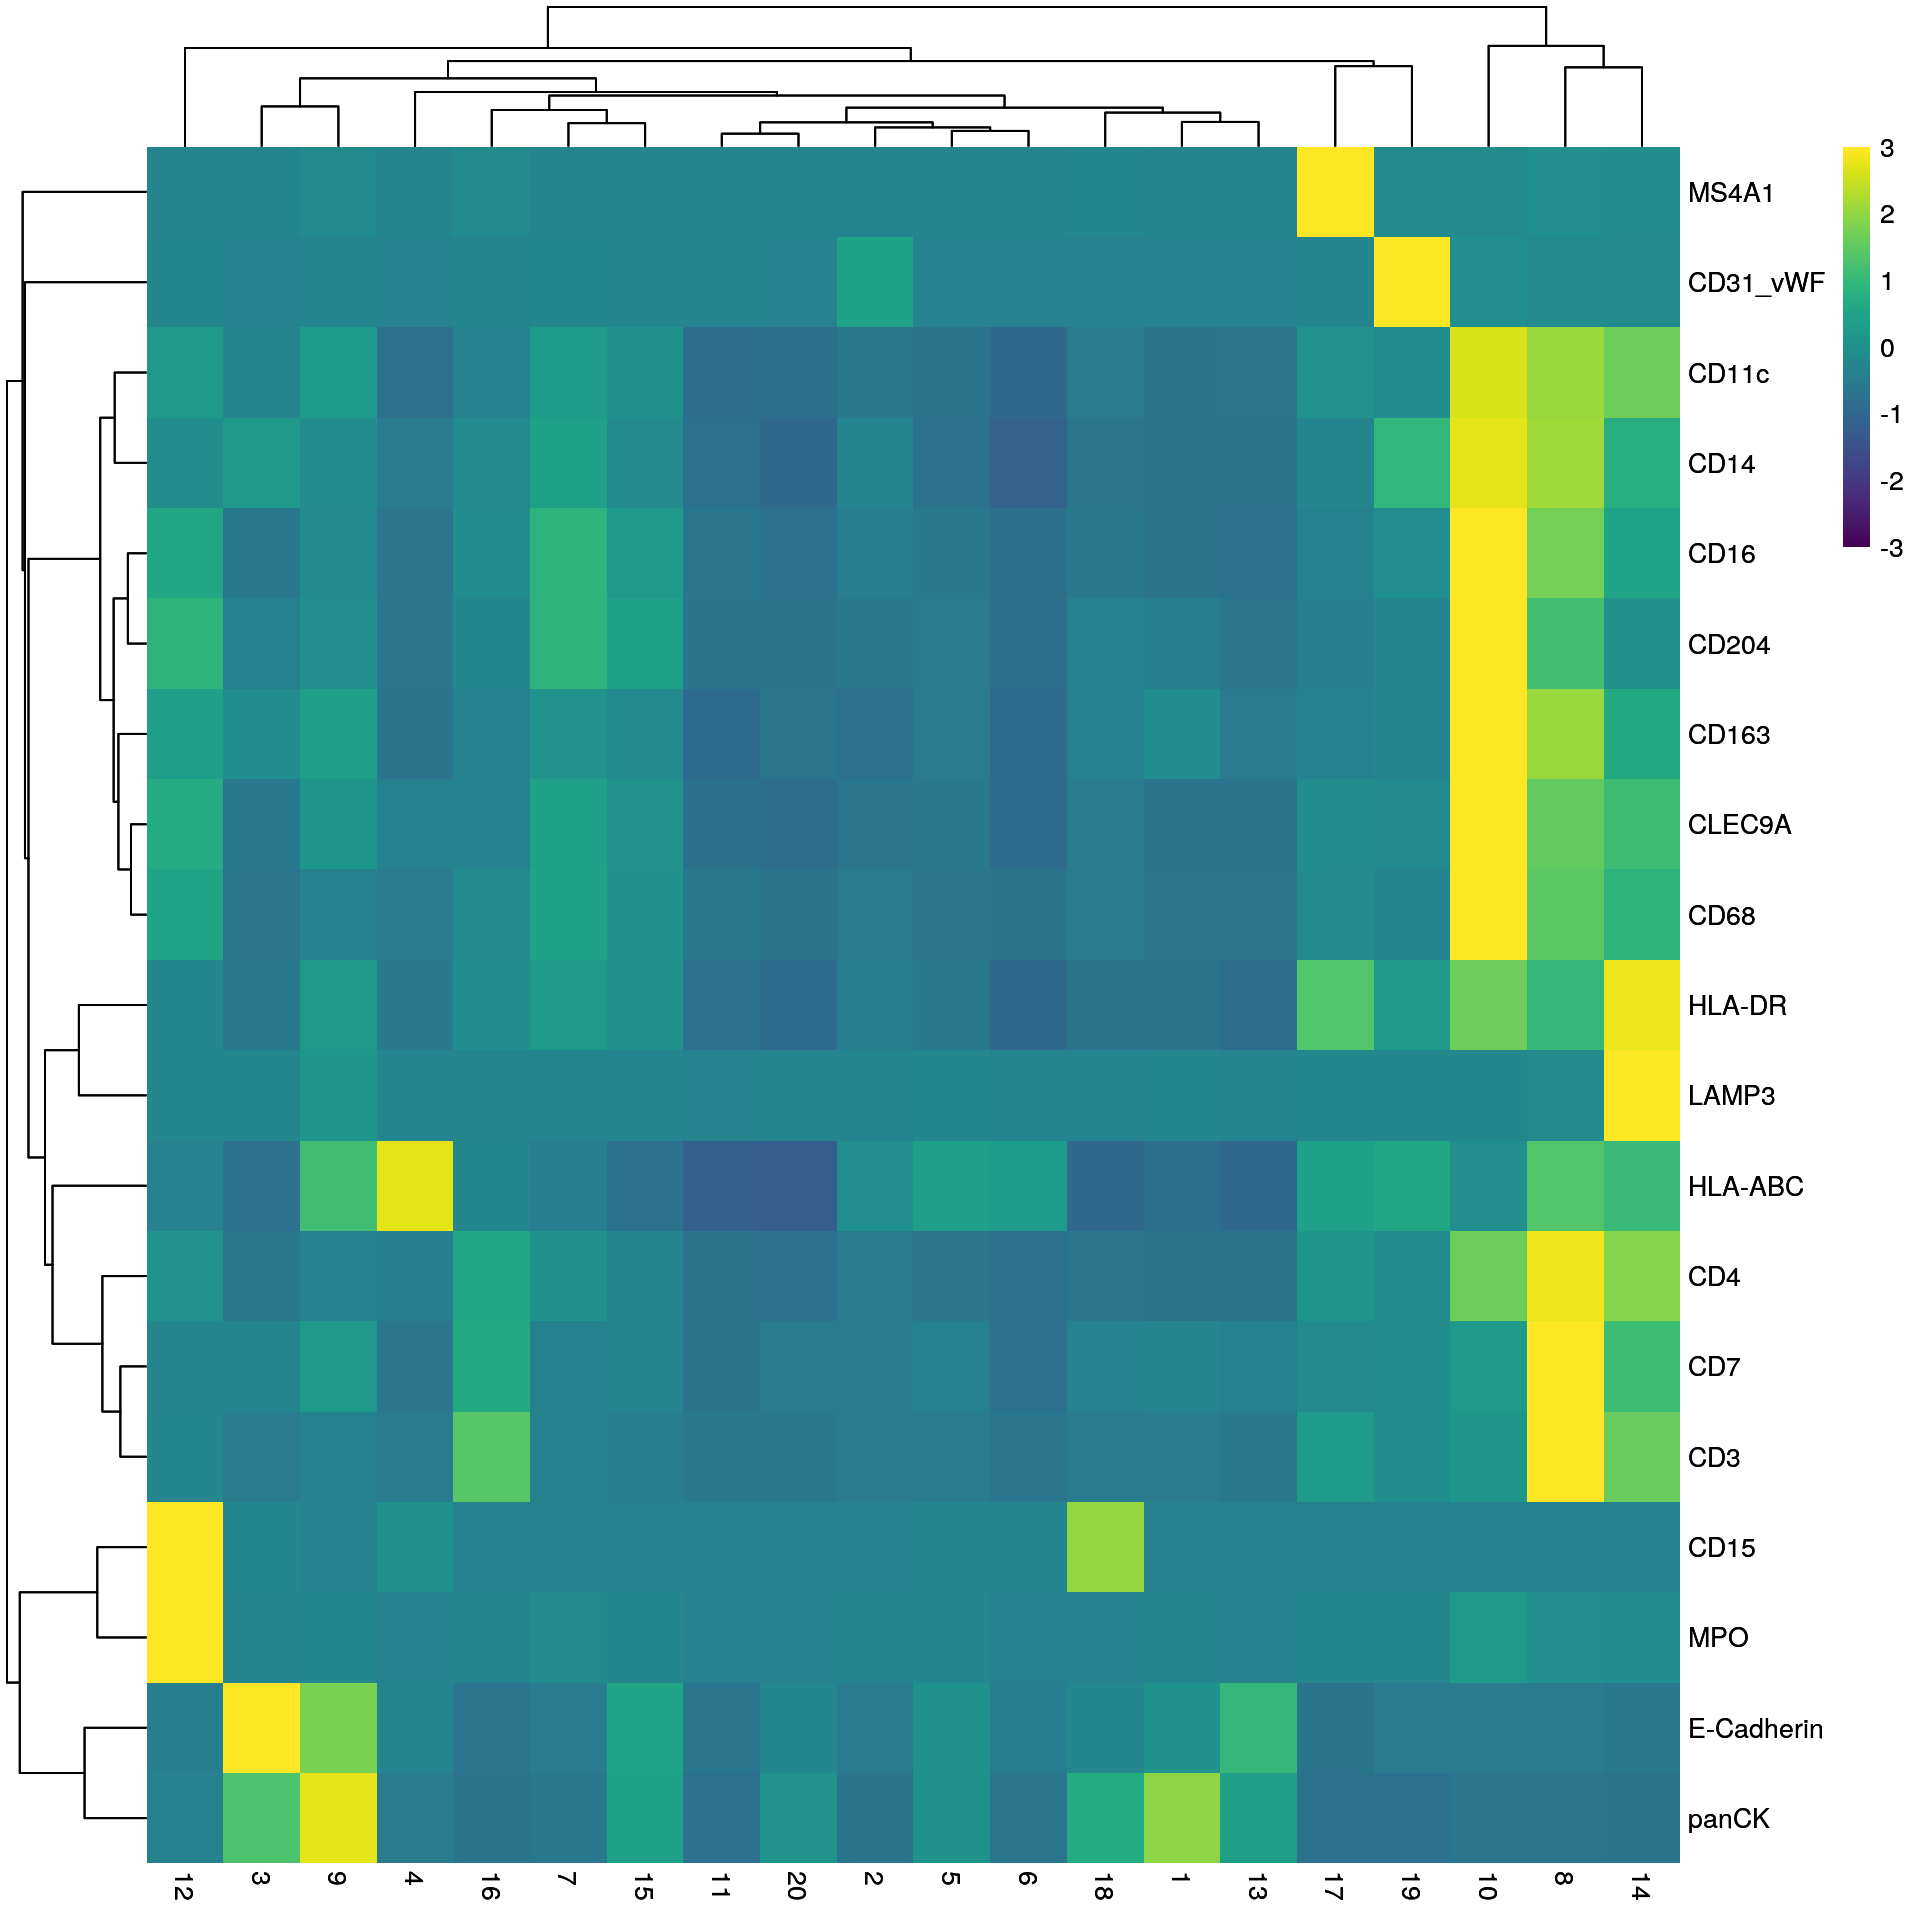 3
2
1
0
-1
-2
-3
MS4A1
CD31_vWF
CD11c
CD14
CD16
CD204
CD163
CLEC9A
CD68
HLA-DR
LAMP3
HLA-ABC
CD4
CD7
CD3
CD15
MPO
E-Cadherin
panCK
12 3 9 4 16 7 15 11 20 2 5 6 18 1 13 17 19 10 8 14